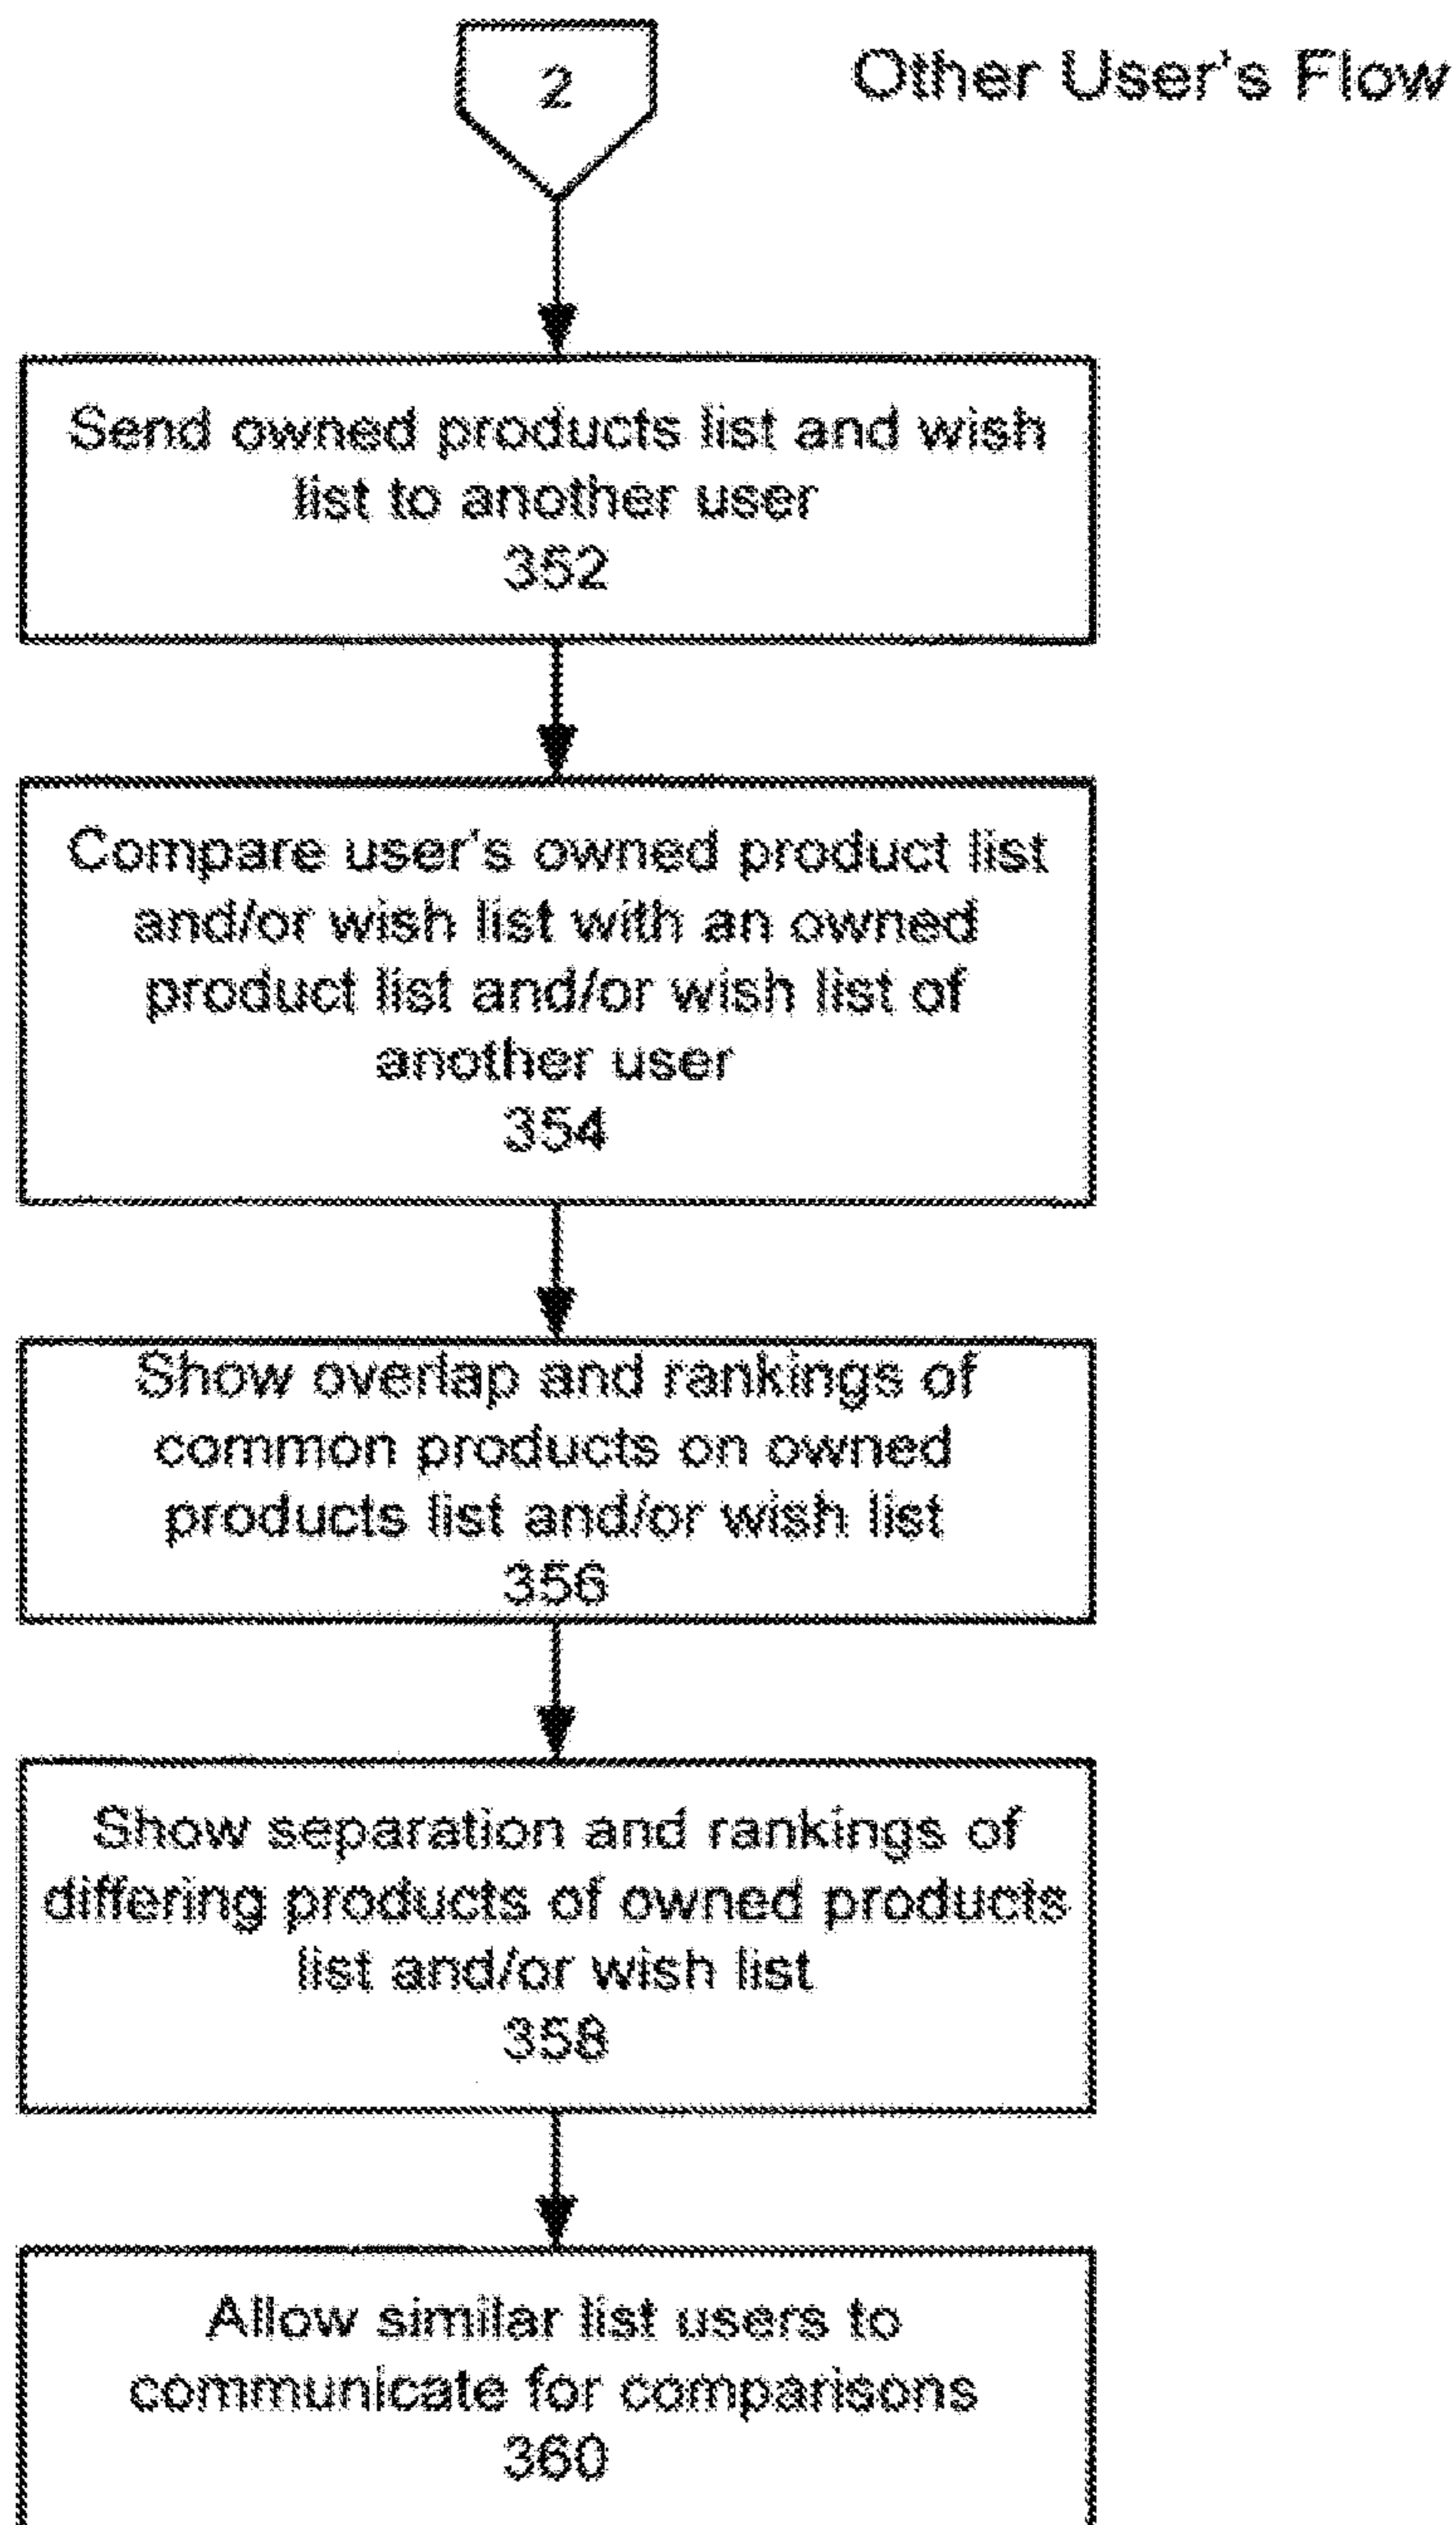 2
Other User's Flow
Send owned products list and wish
list to another user
352
Compare user's owned product list
and/or wish list with an owned
product list and/or wish list of
another user
354
Show overlap and rankings of
common products on owned
products list and/or wish list
356
Show separation and rankings of
differing products of owned products
list and/or wish list
358
Allow similar list users to
communicate for comparisons
360